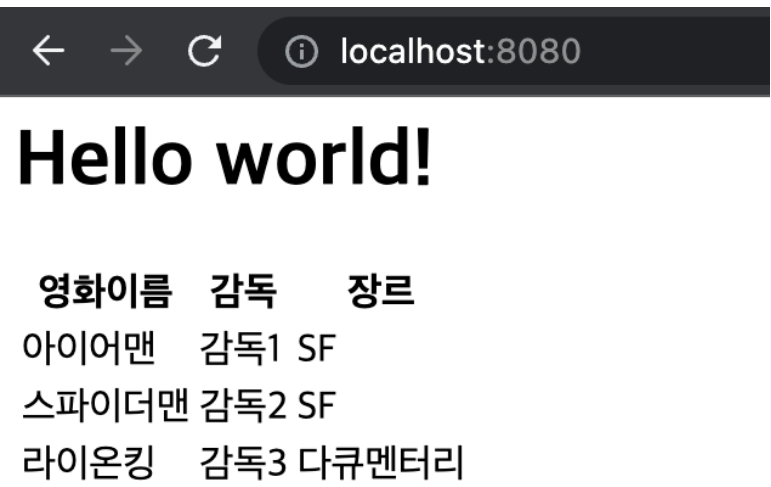 localhost:8080
Hello world!
영화이름 감독 장르
아이어맨 감독1 SF
스파이더맨 감독2 SF
라이온킹 감독3 다큐멘터리